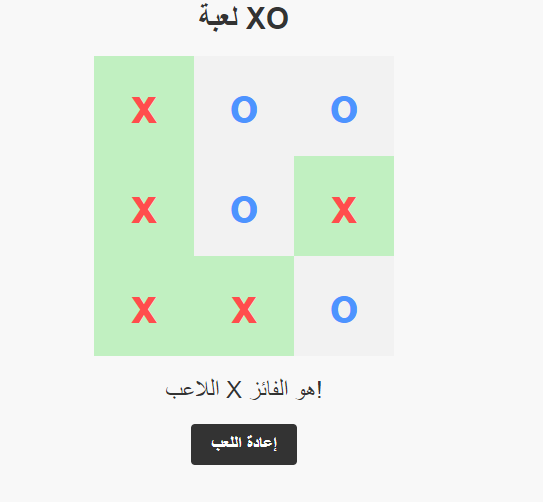 لعبة XO
X O O
X O X
X X O
اللاعب X هو الفائز!
إعادة اللعب